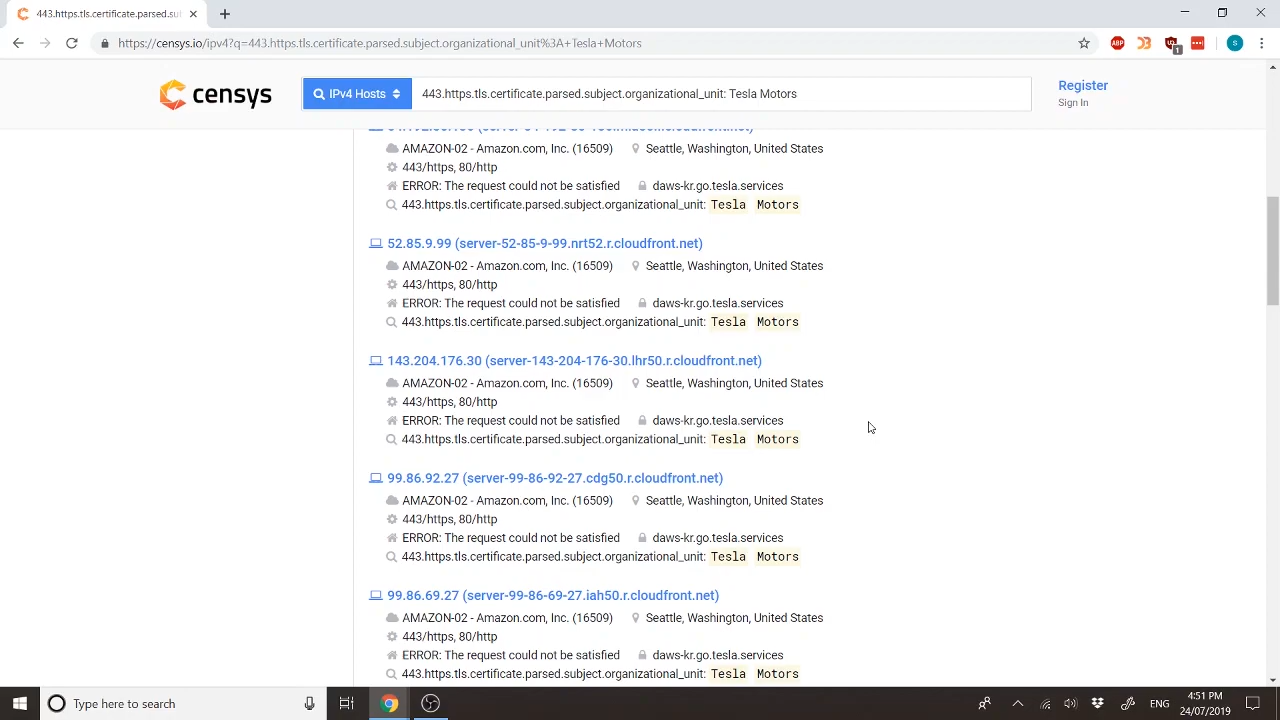 443.https.tls.certificate.parsed.sut
https://censys.io/ipv4?q=443.https.tls.certificate.parsed.subject.organizational_unit%3A+Tesla+Motors
ABP
1
S
censys
IPv4 Hosts
443.https.tls.certificate.parsed.subject.organizational_unit: Tesla Motors
Register
Sign In
AMAZON-02 - Amazon.com, Inc. (16509) Seattle, Washington, United States
443/https, 80/http
ERROR: The request could not be satisfied daws-kr.go.tesla.services
443.https.tls.certificate.parsed.subject.organizational_unit: Tesla Motors
52.85.9.99 (server-52-85-9-99.nrt52.r.cloudfront.net)
AMAZON-02 - Amazon.com, Inc. (16509) Seattle, Washington, United States
443/https, 80/http
ERROR: The request could not be satisfied daws-kr.go.tesla.services
443.https.tls.certificate.parsed.subject.organizational_unit: Tesla Motors
143.204.176.30 (server-143-204-176-30.lhr50.r.cloudfront.net)
AMAZON-02 - Amazon.com, Inc. (16509) Seattle, Washington, United States
443/https, 80/http
ERROR: The request could not be satisfied daws-kr.go.tesla.services
443.https.tls.certificate.parsed.subject.organizational_unit: Tesla Motors
99.86.92.27 (server-99-86-92-27.cdg50.r.cloudfront.net)
AMAZON-02 - Amazon.com, Inc. (16509) Seattle, Washington, United States
443/https, 80/http
ERROR: The request could not be satisfied daws-kr.go.tesla.services
443.https.tls.certificate.parsed.subject.organizational_unit: Tesla Motors
99.86.69.27 (server-99-86-69-27.iah50.r.cloudfront.net)
AMAZON-02 - Amazon.com, Inc. (16509) Seattle, Washington, United States
443/https, 80/http
ERROR: The request could not be satisfied daws-kr.go.tesla.services
443.https.tls.certificate.parsed.subject.organizational_unit: Tesla Motors
Type here to search
ENG
4:51 PM
24/07/2019